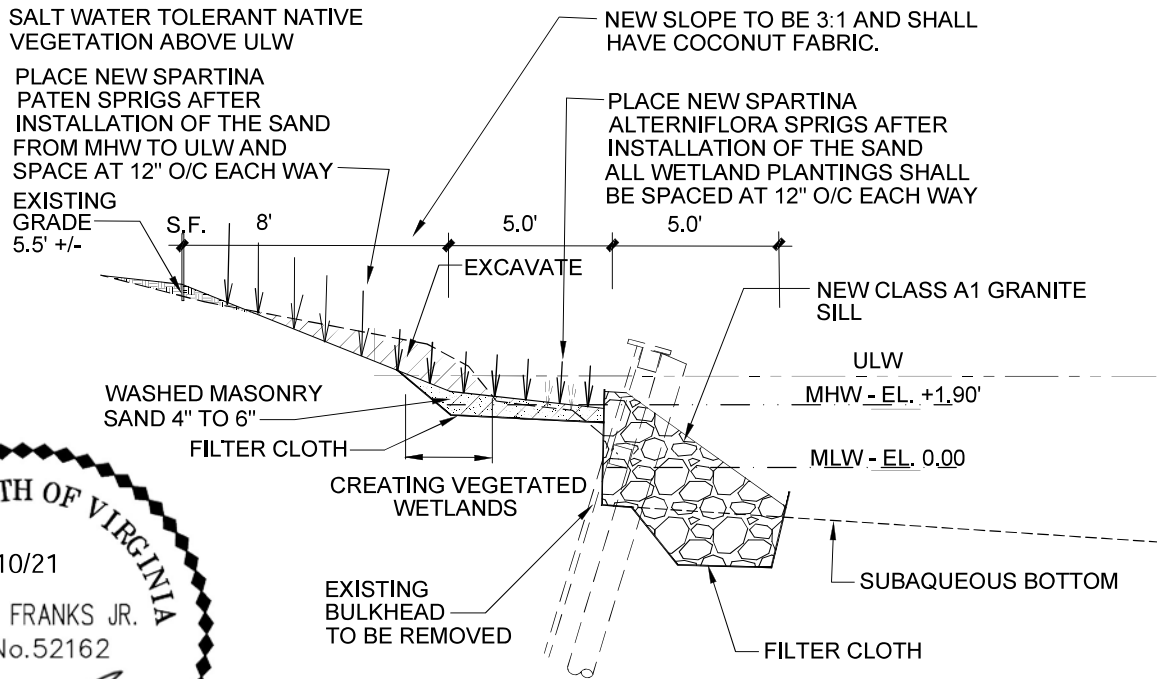 SALT WATER TOLERANT NATIVE
VEGETATION ABOVE ULW
PLACE NEW SPARTINA
PATEN SPRIGS AFTER
INSTALLATION OF THE SAND
FROM MHW TO ULW AND
SPACE AT 12" O/C EACH WAY
EXISTING
GRADE
5.5' +/-
NEW SLOPE TO BE 3:1 AND SHALL
HAVE COCONUT FABRIC.
PLACE NEW SPARTINA
ALTERNIFLORA SPRIGS AFTER
INSTALLATION OF THE SAND
ALL WETLAND PLANTINGS SHALL
BE SPACED AT 12" O/C EACH WAY
S.F.
8'
5.0'
5.0'
EXCAVATE
NEW CLASS A1 GRANITE
SILL
ULW
MHW - EL. +1.90'
MLW - EL. 0.00
WASHED MASONRY
SAND 4" TO 6"
FILTER CLOTH
CREATING VEGETATED
WETLANDS
EXISTING
BULKHEAD
TO BE REMOVED
SUBAQUEOUS BOTTOM
FILTER CLOTH
TH OF VIRGINIA
10/21
FRANKS JR.
No.52162